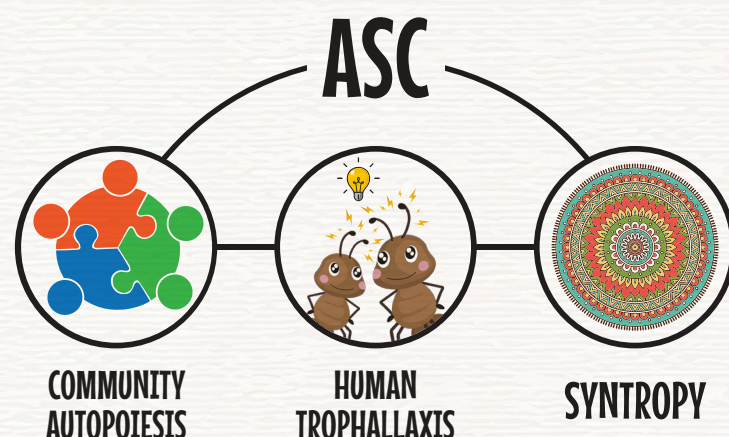 ASC
COMMUNITY
AUTOPOIESIS
HUMAN
TROPHALLAXIS
SYNTROPY